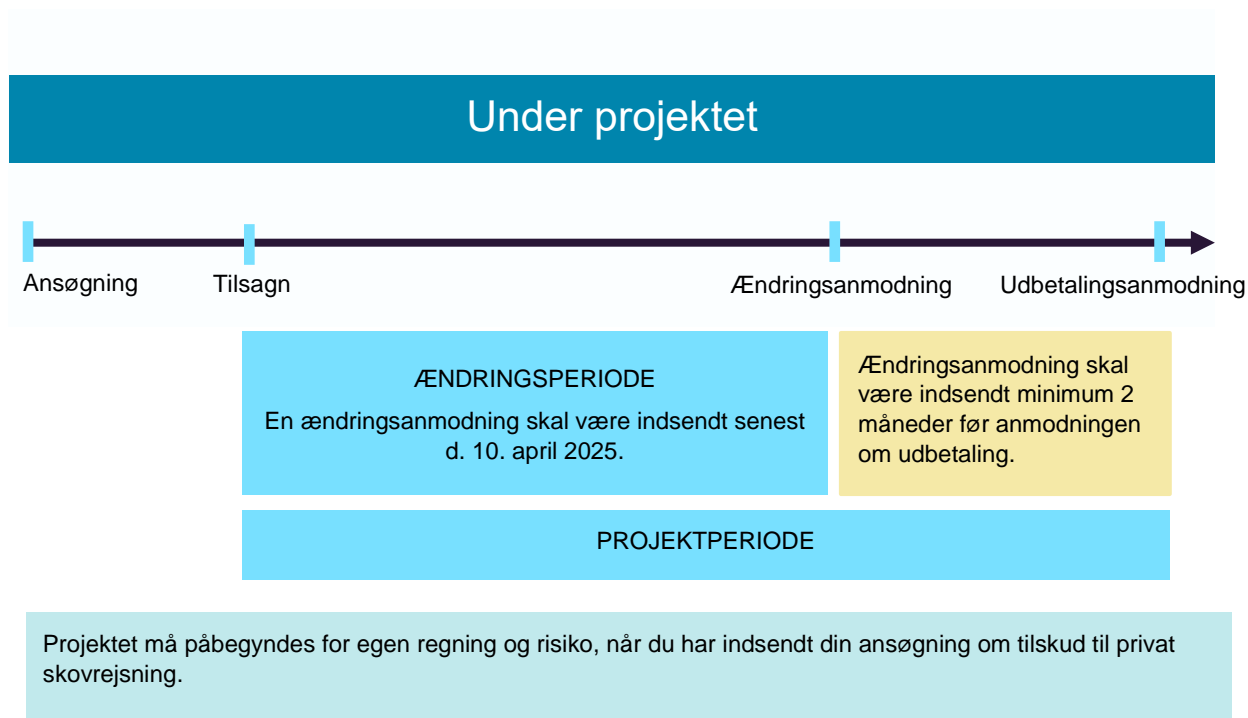 Under projektet
Ansøgning
Tilsagn
Ændringsanmodning
Udbetalingsanmodning
ÆNDRINGSPERIODE
En ændringsanmodning skal være indsendt senest
d. 10. april 2025.
Ændringsanmodning skal
være indsendt minimum 2
måneder før anmodningen
om udbetaling.
PROJEKTPERIODE
Projektet må påbegyndes for egen regning og risiko, når du har indsendt din ansøgning om tilskud til privat
skovrejsning.